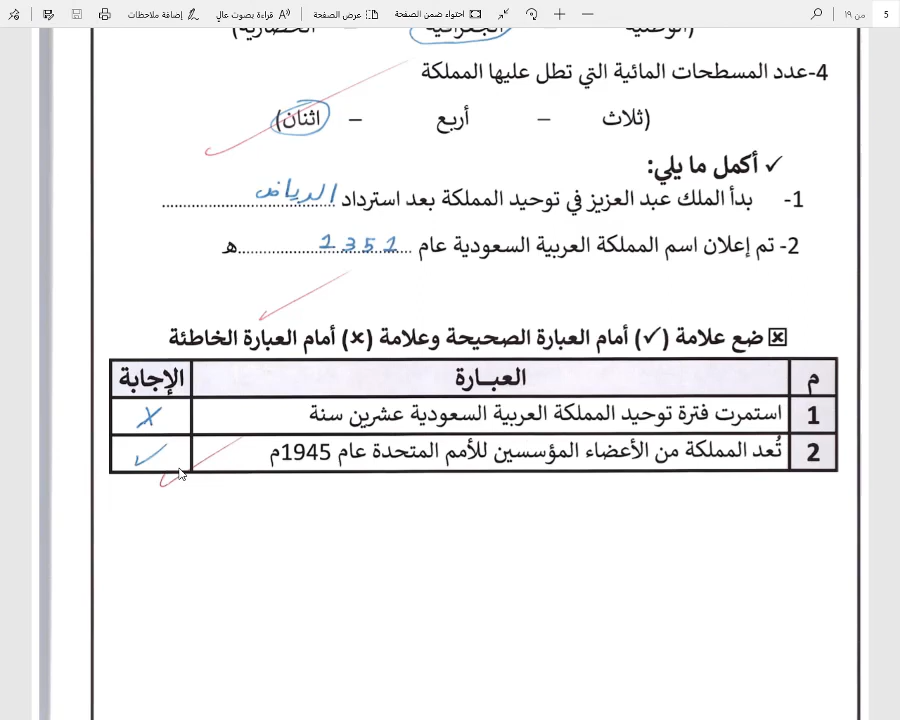 5 من ١٩ احتواء ضمن الصفحة عرض الصفحة قراءة بصوت عالٍ إضافة ملاحظات
(الوطنية – الجغرافية – الحضارية)
4-عدد المسطحات المائية التي تطل عليها المملكة
(ثلاث – أربع – اثنان)
✓ أكمل ما يلي:
1- بدأ الملك عبد العزيز في توحيد المملكة بعد استرداد الرياض
2- تم إعلان اسم المملكة العربية السعودية عام 1351 هـ
☒ ضع علامة (✓) أمام العبارة الصحيحة وعلامة (×) أمام العبارة الخاطئة
م العبـارة الإجابة
1 استمرت فترة توحيد المملكة العربية السعودية عشرين سنة ×
2 تُعد المملكة من الأعضاء المؤسسين للأمم المتحدة عام 1945م ✓